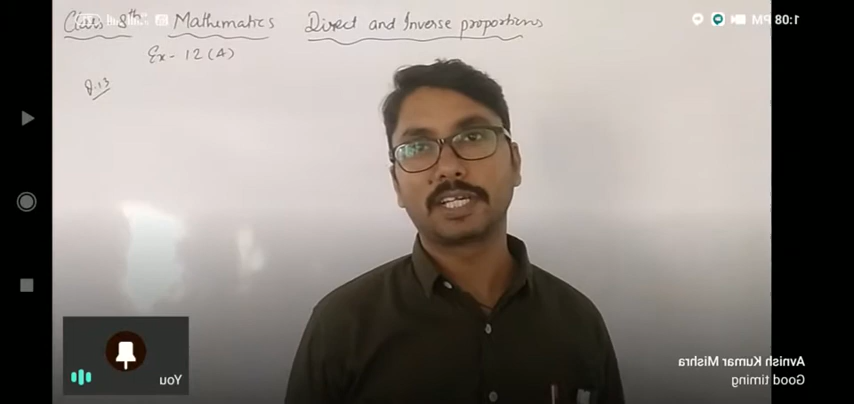 Class 8th Mathematics Direct and Inverse proportions
1:08 PM
Ex- 12 (A)
Q.13
Avnish Kumar Mishra
Good timing
You